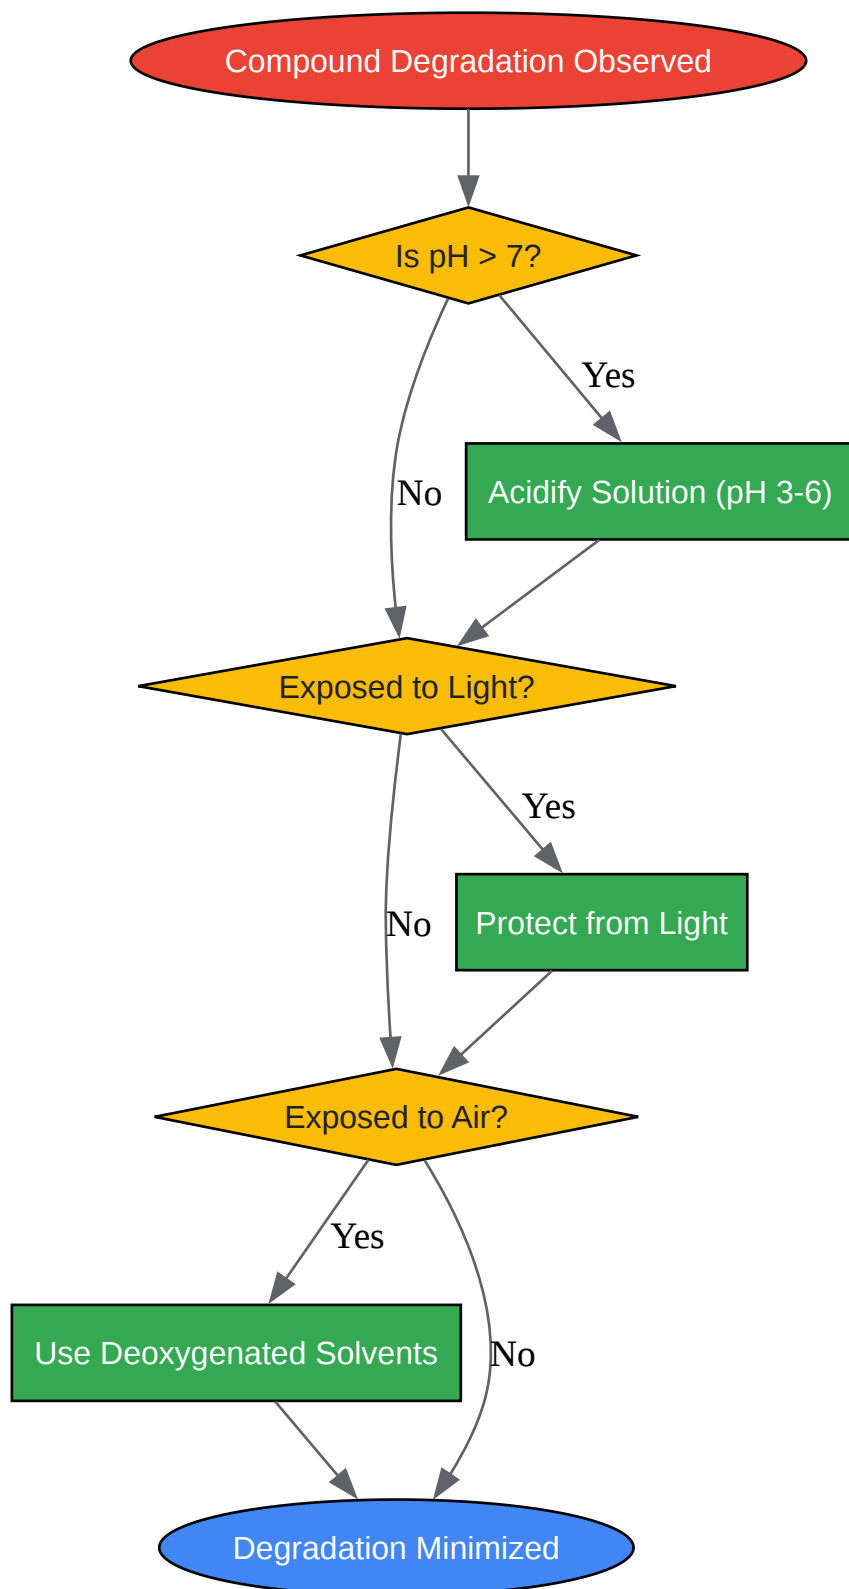 Compound Degradation Observed
Is pH > 7?
Yes
No
Acidify Solution (pH 3-6)
Exposed to Light?
Yes
No
Protect from Light
Exposed to Air?
Yes
Use Deoxygenated Solvents
No
Degradation Minimized